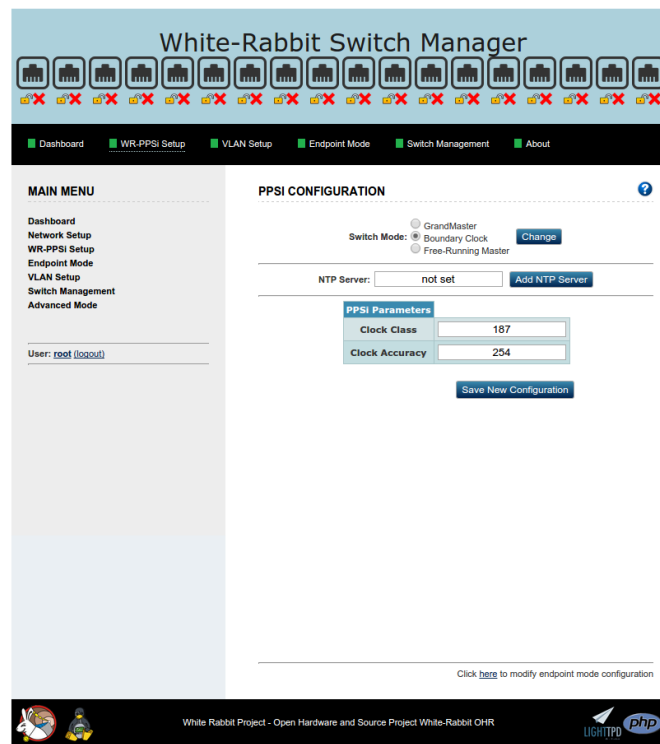 White-Rabbit Switch Manager
Dashboard WR-PPSi Setup VLAN Setup Endpoint Mode Switch Management About
MAIN MENU
Dashboard
Network Setup
WR-PPSi Setup
Endpoint Mode
VLAN Setup
Switch Management
Advanced Mode
User: root (logout)
PPSI CONFIGURATION
?
GrandMaster
Switch Mode: Boundary Clock Change
Free-Running Master
NTP Server: not set Add NTP Server
PPSi Parameters
Clock Class 187
Clock Accuracy 254
Save New Configuration
Click here to modify endpoint mode configuration
White Rabbit Project - Open Hardware and Source Project White-Rabbit OHR
LIGHTTPD php